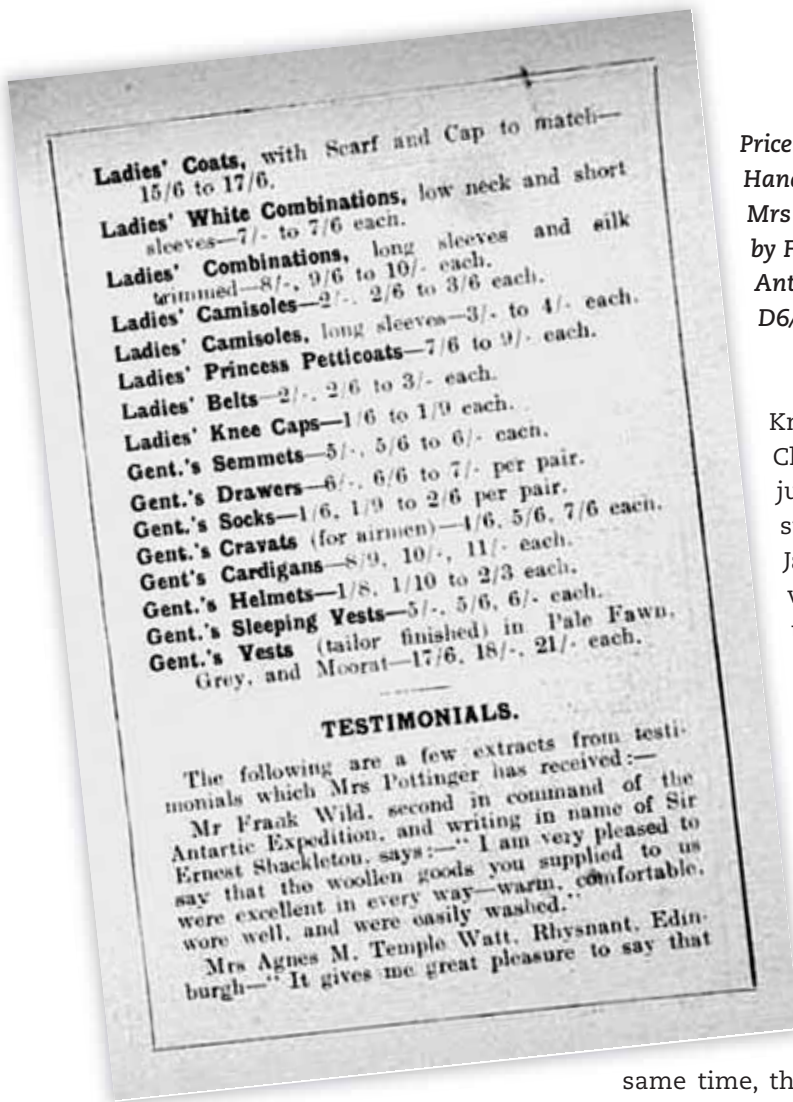 Ladies' Coats, with Scarf and Cap to match—
15/6 to 17/6.
Ladies' White Combinations, low neck and short
sleeves—7/- to 7/6 each.
Ladies' Combinations, long sleeves and silk
trimmed—8/-, 9/6 to 10/- each.
Ladies' Camisoles—2/-, 2/6 to 3/6 each.
Ladies' Camisoles, long sleeves—3/- to 4/- each.
Ladies' Princess Petticoats—7/6 to 9/- each.
Ladies' Belts—2/-, 2/6 to 3/- each.
Ladies' Knee Caps—1/6 to 1/9 each.
Gent.'s Semmets—5/-, 5/6 to 6/- each.
Gent.'s Drawers—6/-, 6/6 to 7/- per pair.
Gent.'s Socks—1/6, 1/9 to 2/6 per pair.
Gent.'s Cravats (for airmen)—4/6, 5/6, 7/6 each.
Gent's Cardigans—8/9, 10/-, 11/- each.
Gent.'s Helmets—1/8, 1/10 to 2/3 each.
Gent.'s Sleeping Vests—5/-, 5/6, 6/- each.
Gent.'s Vests (tailor finished) in Pale Fawn,
Grey, and Moorat—17/6, 18/-, 21/- each.
TESTIMONIALS.
The following are a few extracts from testi-
monials which Mrs Pottinger has received:—
Mr Frank Wild, second in command of the
Antartic Expedition, and writing in name of Sir
Ernest Shackleton, says:—" I am very pleased to
say that the woollen goods you supplied to us
were excellent in every way—warm, comfortable,
wore well, and were easily washed."
Mrs Agnes M. Temple Watt, Rhysnant, Edin-
burgh—" It gives me great pleasure to say that
Price
Hand
Mrs
by F
Ant
D6/
Kn
Cl
ju
s
Ja
same time, th